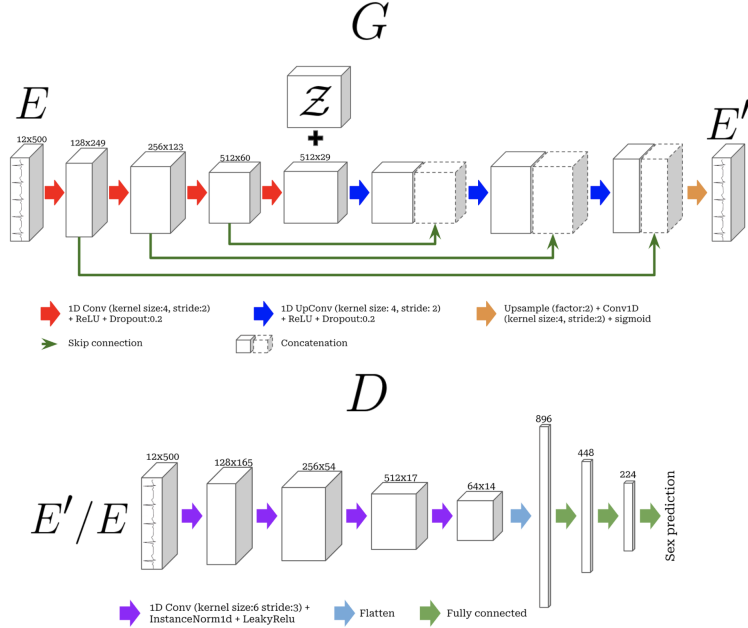 G
E
Z
E′
12x500
128x249
256x123
512x60
+
512x29
1D Conv (kernel size:4, stride:2)
+ ReLU + Dropout:0.2
1D UpConv (kernel size: 4, stride: 2)
+ ReLU + Dropout:0.2
Upsample (factor:2) + Conv1D
(kernel size:4, stride:2) + sigmoid
Skip connection
Concatenation
D
E′/E
12x500
128x165
256x54
512x17
64x14
896
448
224
Sex prediction
1D Conv (kernel size:6 stride:3) +
InstanceNorm1d + LeakyRelu
Flatten
Fully connected